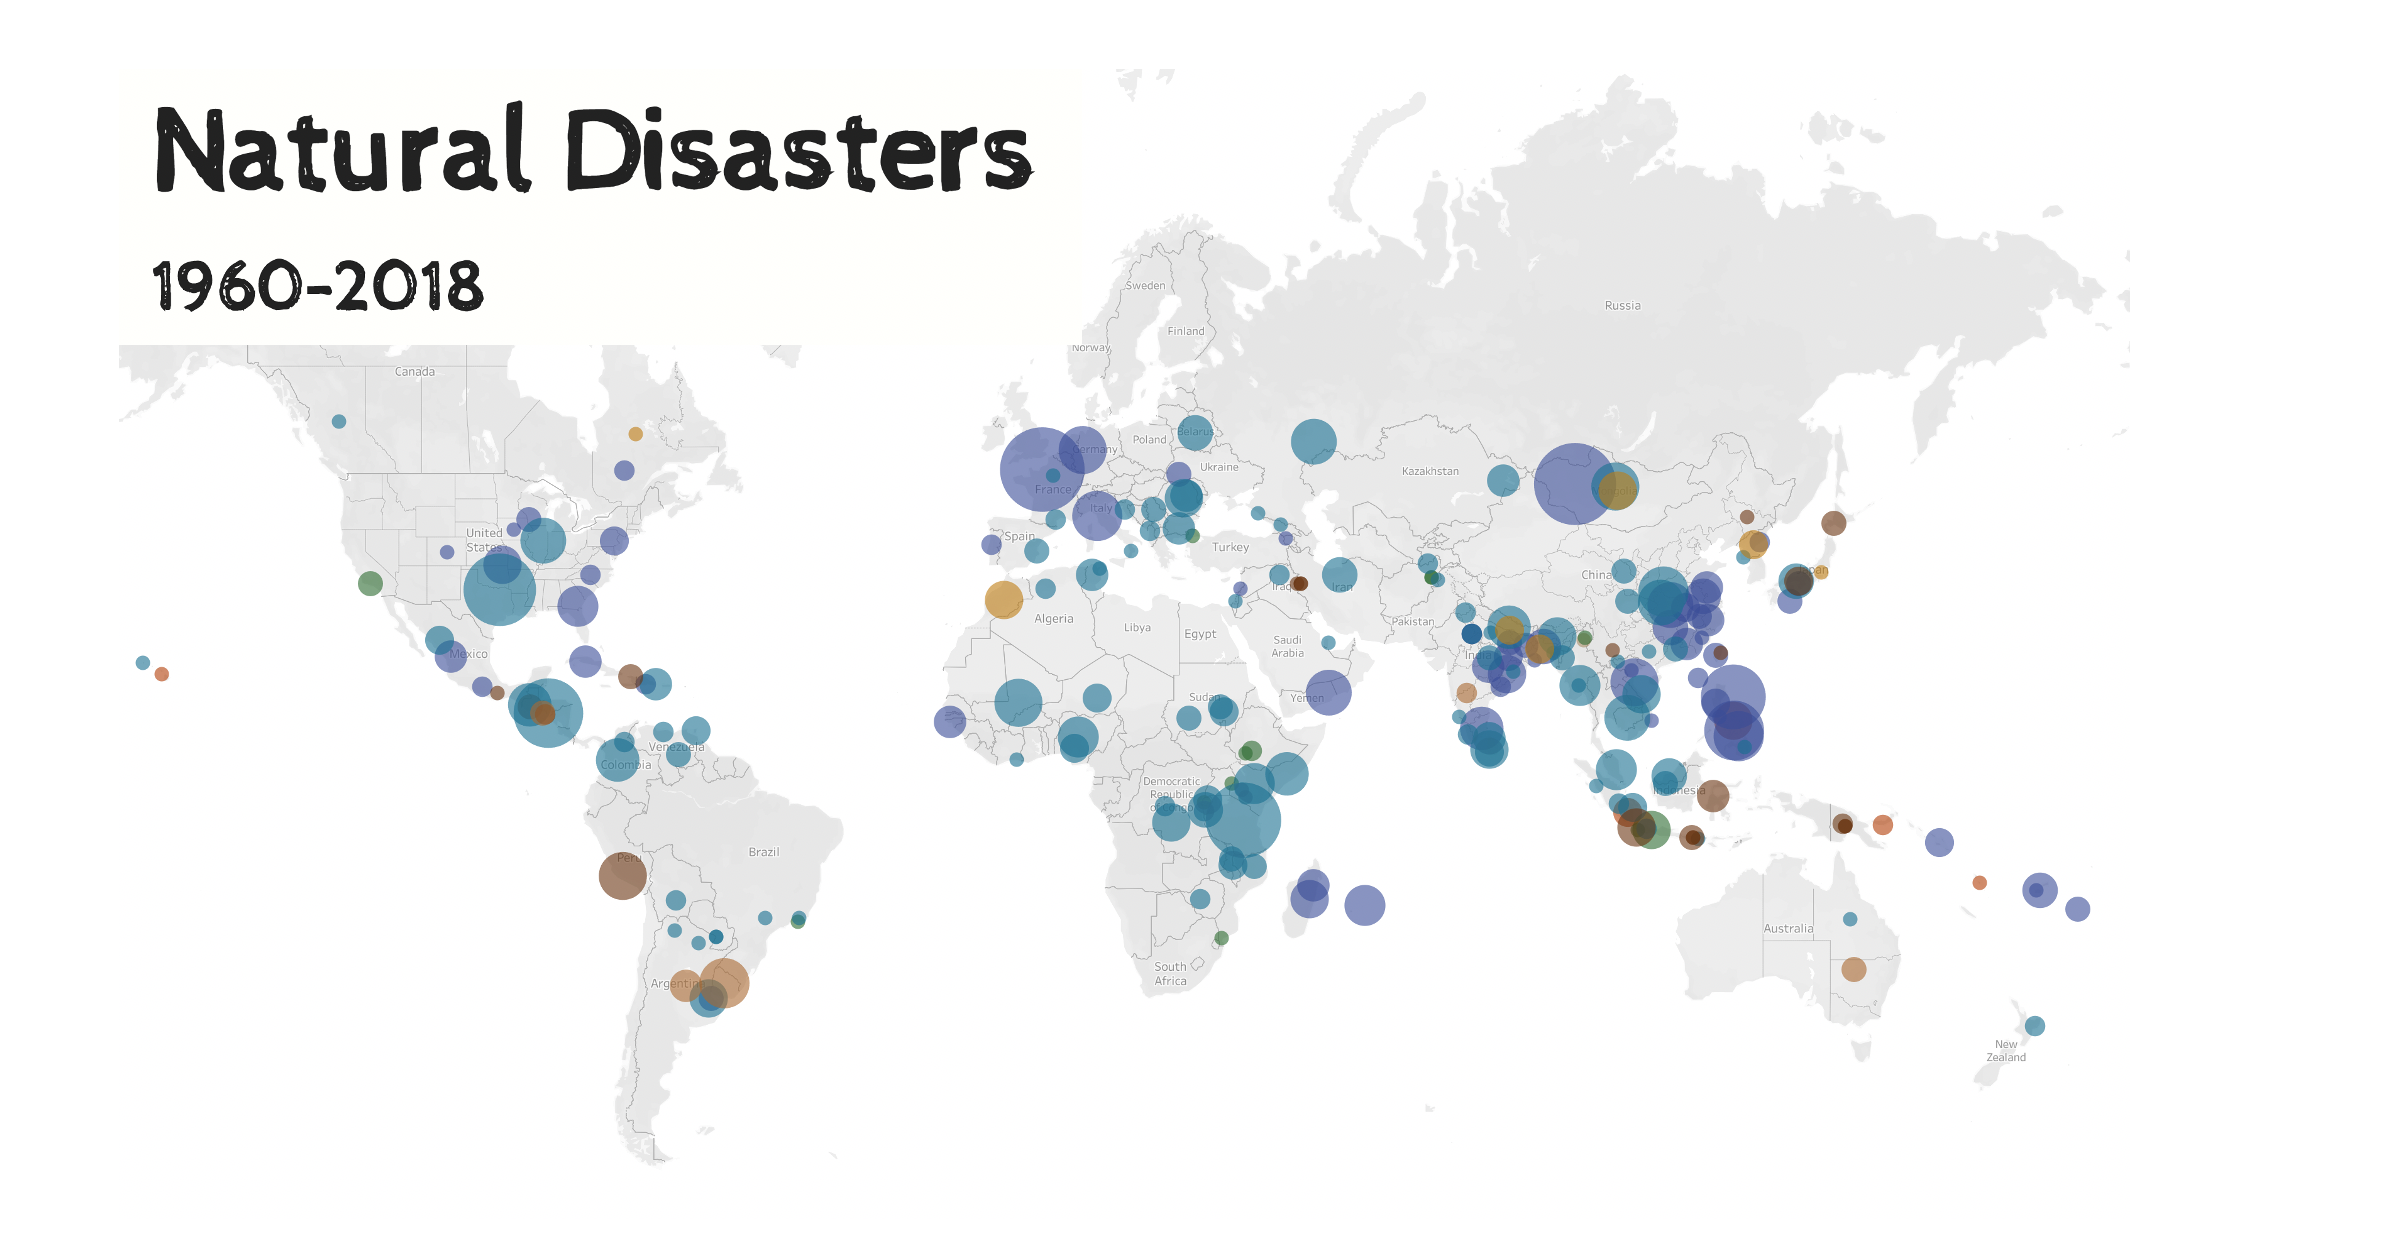 Natural Disasters
1960-2018
Sweden
Russia
Finland
Norway
Canada
Belarus
Poland
Germany
Ukraine
Kazakhstan
France
Italy
United
States
Spain
Turkey
China
Japan
Iraq
Iran
Algeria
Pakistan
Libya
Egypt
Saudi
Arabia
Mexico
India
Sudan
Yemen
Venezuela
Colombia
Democratic
Republic
Indonesia
Brazil
Peru
Australia
South
Africa
Argentina
New
Zealand